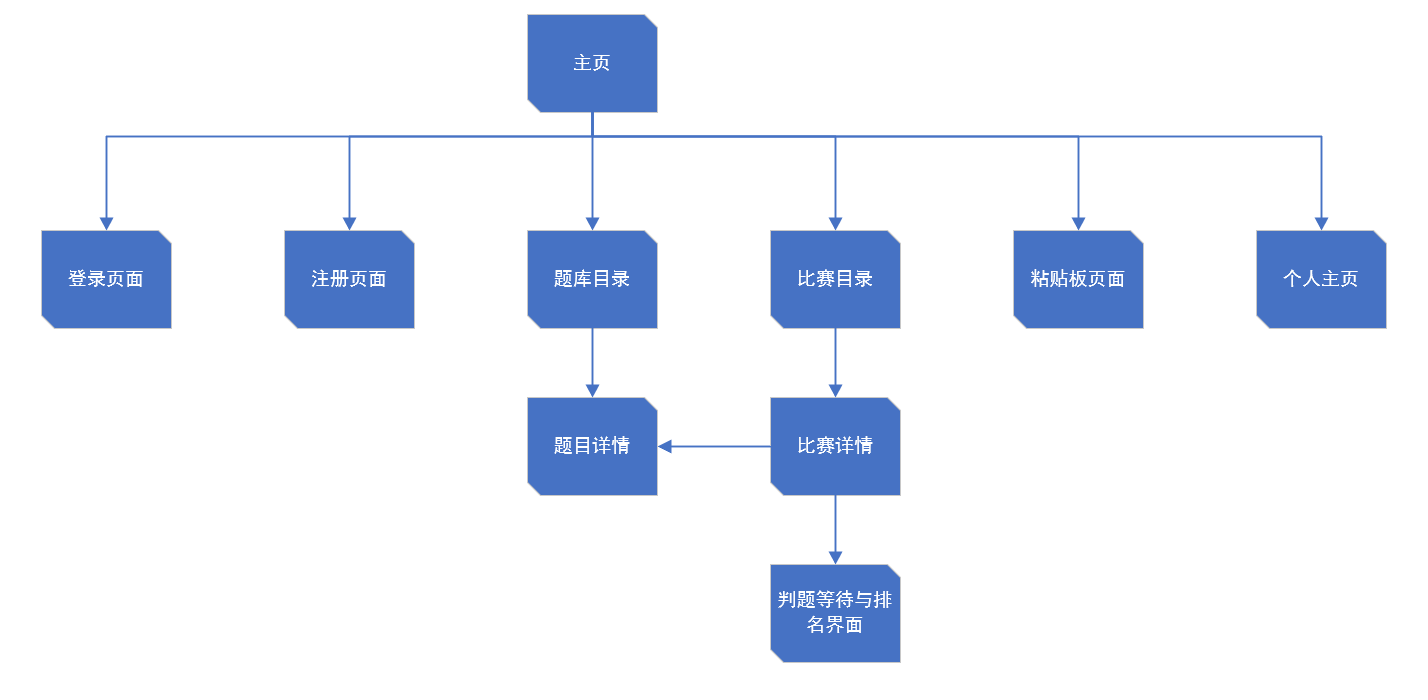 主页
登录页面
注册页面
题库目录
比赛目录
粘贴板页面
个人主页
题目详情
比赛详情
判题等待与排
名界面